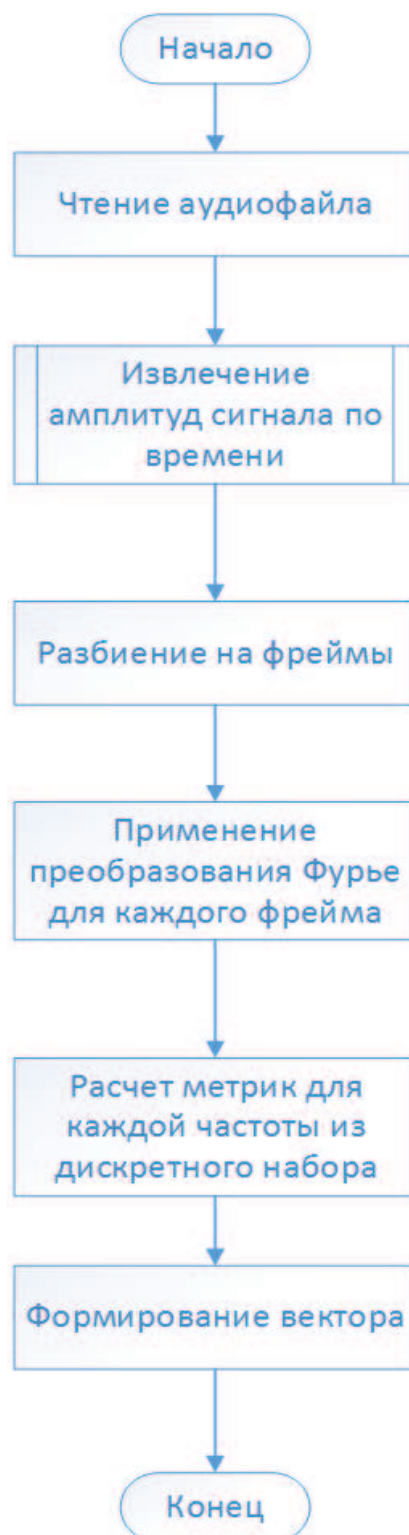 Начало
Чтение аудиофайла
Извлечение
амплитуд сигнала по
времени
Разбиение на фреймы
Применение
преобразования Фурье
для каждого фрейма
Расчет метрик для
каждой частоты из
дискретного набора
Формирование вектора
Конец